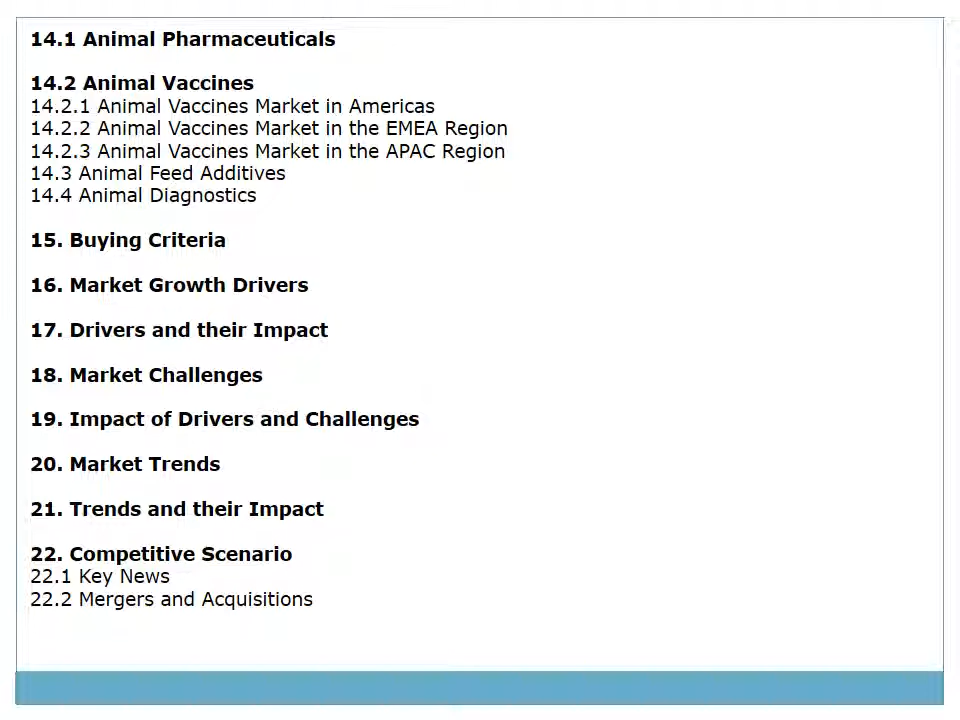 14.1 Animal Pharmaceuticals
14.2 Animal Vaccines
14.2.1 Animal Vaccines Market in Americas
14.2.2 Animal Vaccines Market in the EMEA Region
14.2.3 Animal Vaccines Market in the APAC Region
14.3 Animal Feed Additives
14.4 Animal Diagnostics
15. Buying Criteria
16. Market Growth Drivers
17. Drivers and their Impact
18. Market Challenges
19. Impact of Drivers and Challenges
20. Market Trends
21. Trends and their Impact
22. Competitive Scenario
22.1 Key News
22.2 Mergers and Acquisitions